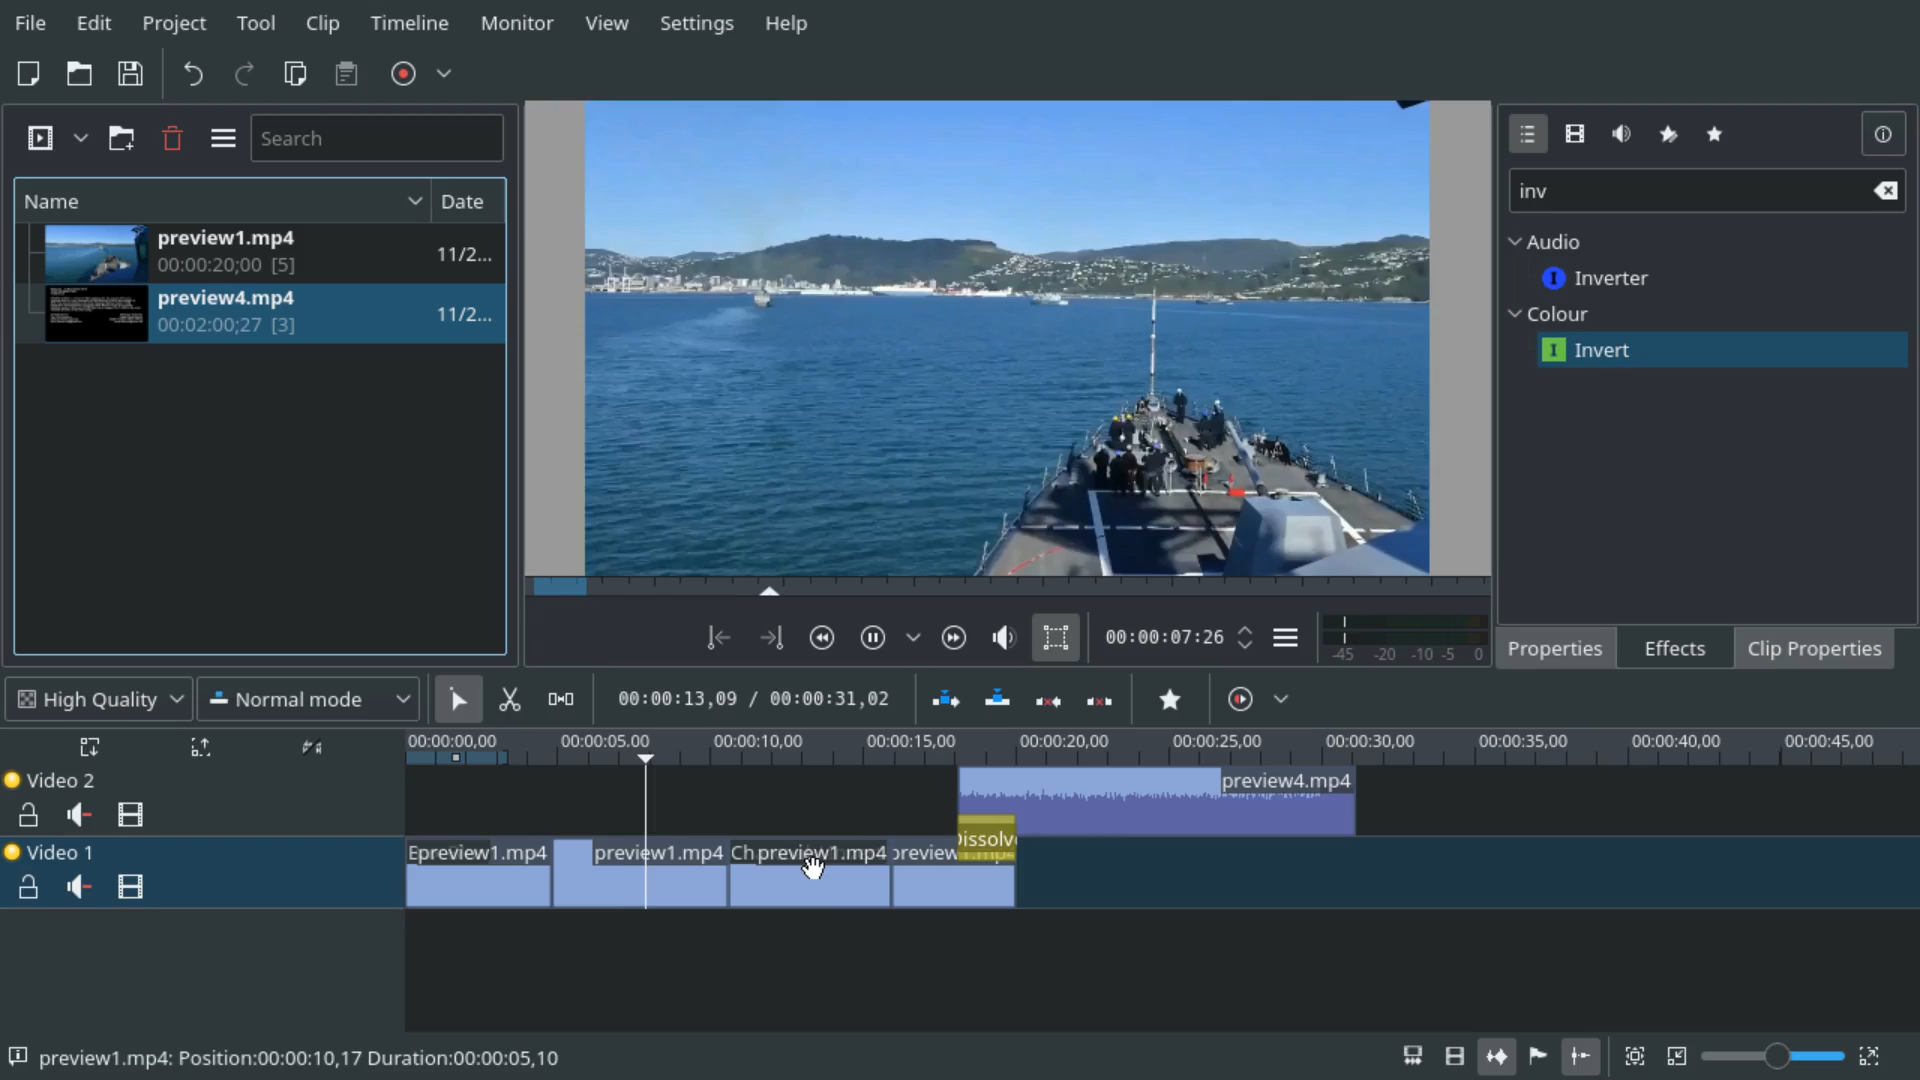 File Edit Project Tool Clip Timeline Monitor View Settings Help
Search
Name Date
preview1.mp4
00:00:20;00 [5] 11/2...
preview4.mp4
00:02:00;27 [3] 11/2...
inv
Audio
Inverter
Colour
Invert
00:00:07:26
-45 -20 -10 -5 0
Properties Effects Clip Properties
High Quality Normal mode 00:00:13,09 / 00:00:31,02
00:00:00,00 00:00:05,00 00:00:10,00 00:00:15,00 00:00:20,00 00:00:25,00 00:00:30,00 00:00:35,00 00:00:40,00 00:00:45,00
Video 2 preview4.mp4
Dissolve
Video 1 preview1.mp4 preview1.mp4 Ch preview1.mp4 preview1.mp4
preview1.mp4: Position:00:00:10,17 Duration:00:00:05,10